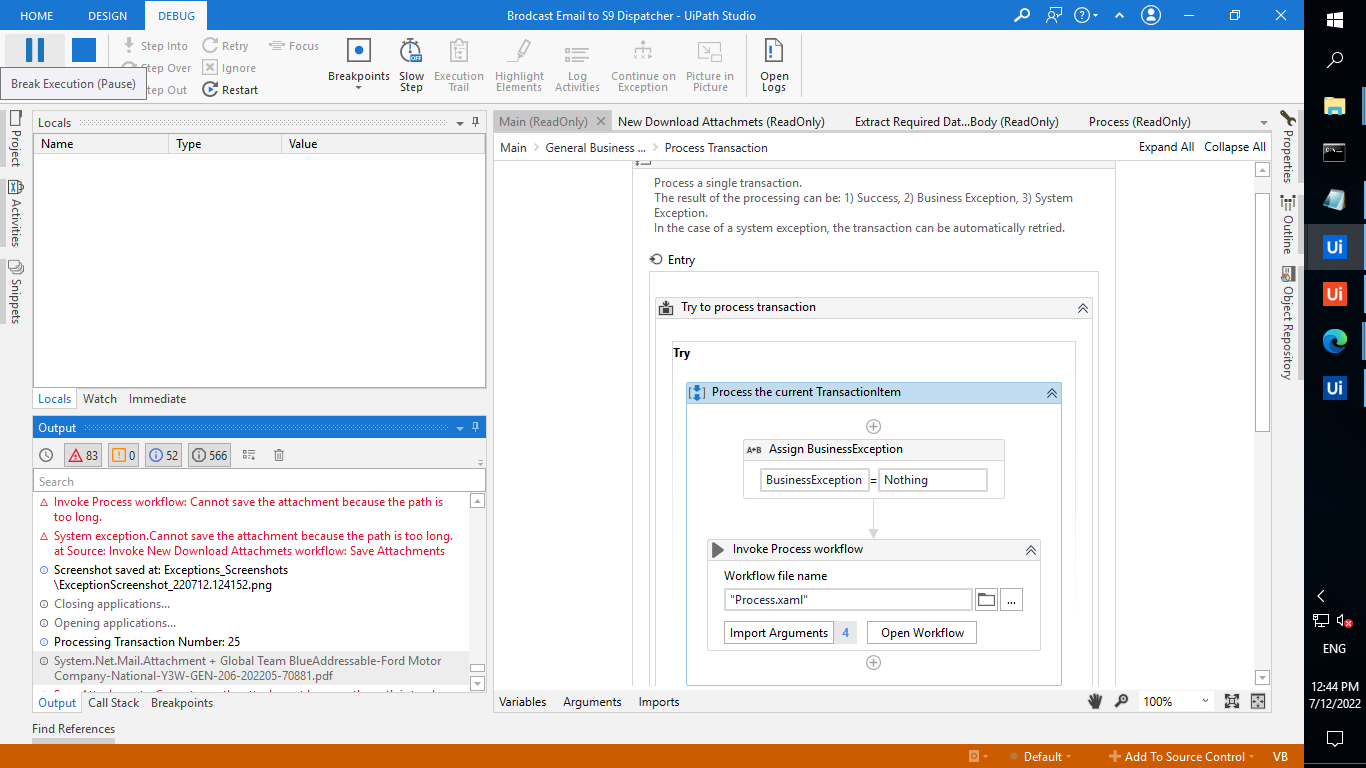 HOME DESIGN DEBUG Brodcast Email to S9 Dispatcher - UiPath Studio
Step Into Retry Focus
Step Over Ignore
Step Out Restart
Break Execution (Pause)
Breakpoints
Slow Step
Execution Trail
Highlight Elements
Log Activities
Continue on Exception
Picture in Picture
Open Logs
Project
Activities
Snippets
Locals
Name Type Value
Locals Watch Immediate
Output
83 0 52 566
Search
Invoke Process workflow: Cannot save the attachment because the path is
too long.
System exception.Cannot save the attachment because the path is too long.
at Source: Invoke New Download Attachmets workflow: Save Attachments
Screenshot saved at: Exceptions_Screenshots
\ExceptionScreenshot_220712.124152.png
Closing applications...
Opening applications...
Processing Transaction Number: 25
System.Net.Mail.Attachment + Global Team BlueAddressable-Ford Motor
Company-National-Y3W-GEN-206-202205-70881.pdf
Output Call Stack Breakpoints
Find References
Main (ReadOnly) New Download Attachmets (ReadOnly) Extract Required Dat...Body (ReadOnly) Process (ReadOnly)
Main > General Business ... > Process Transaction Expand All Collapse All
Process a single transaction.
The result of the processing can be: 1) Success, 2) Business Exception, 3) System
Exception.
In the case of a system exception, the transaction can be automatically retried.
Entry
Try to process transaction
Try
Process the current TransactionItem
A+B Assign BusinessException
BusinessException = Nothing
Invoke Process workflow
Workflow file name
"Process.xaml" ...
Import Arguments 4 Open Workflow
Variables Arguments Imports 100%
Properties
Outline
Object Repository
Default Add To Source Control VB
Ui
Ui
Ui
ENG
12:44 PM
7/12/2022